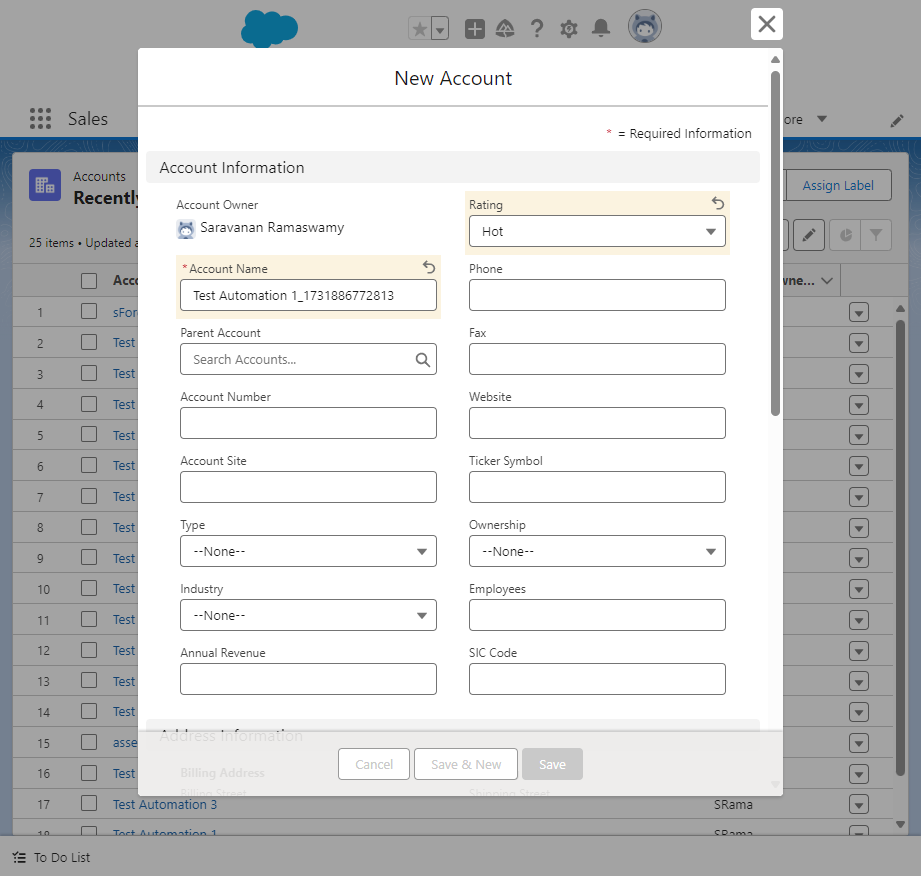 New Account
Sales
ore
* = Required Information
Account Information
Accounts
Recently
Assign Label
25 items • Updated a
Account Owner
Saravanan Ramaswamy
Rating
Hot
*Account Name
Test Automation 1_1731886772813
Phone
Parent Account
Search Accounts...
Fax
Account Number
Website
Account Site
Ticker Symbol
Type
--None--
Ownership
--None--
Industry
--None--
Employees
Annual Revenue
SIC Code
Address Information
Billing Address
Billing Street
Shipping Street
Cancel
Save & New
Save
Acco
wne...
1 sFor
2 Test
3 Test
4 Test
5 Test
6 Test
7 Test
8 Test
9 Test
10 Test
11 Test
12 Test
13 Test
14 Test
15 asse
16 Test
17 Test Automation 3 SRama
18 Test Automation 1 SRama
To Do List